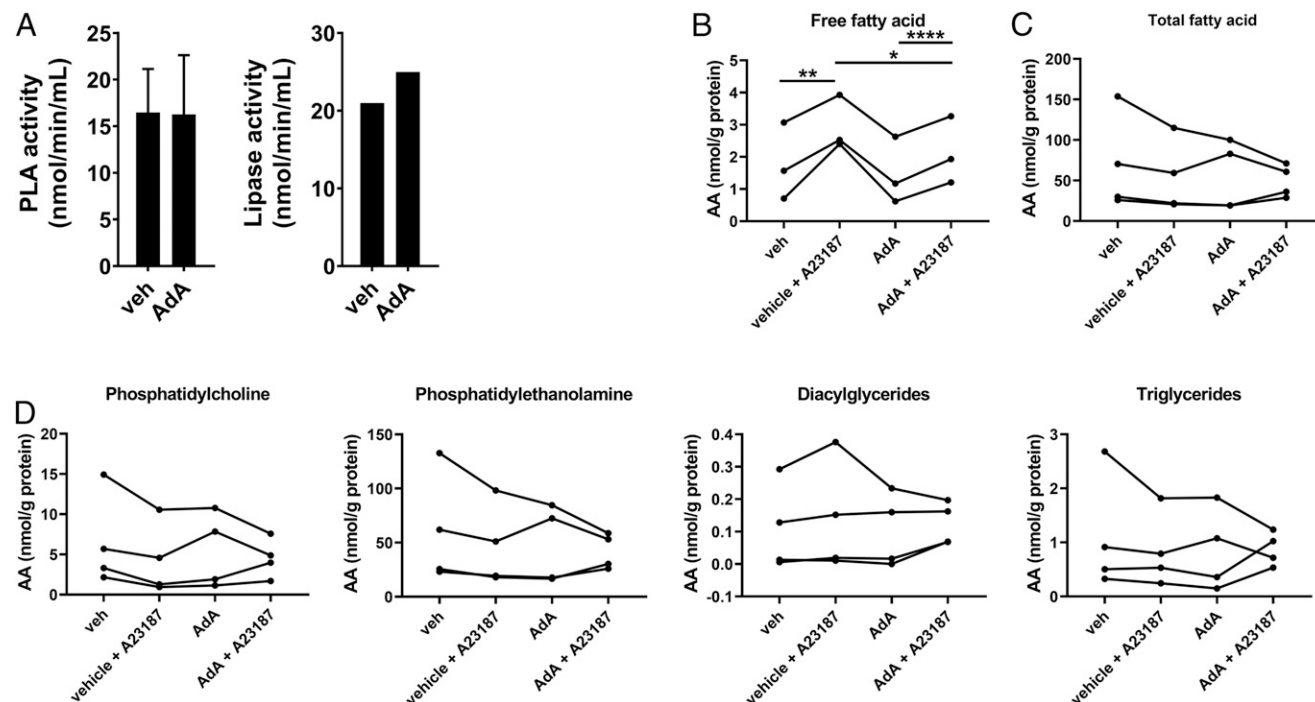 A
PLA activity
(nmol/min/mL)
25
20
15
10
5
0
veh
AdA
Lipase activity
(nmol/min/mL)
30
20
10
0
veh
AdA
B
Free fatty acid
**
*
****
AA (nmol/g protein)
5
4
3
2
1
0
veh
vehicle + A23187
AdA
AdA + A23187
C
Total fatty acid
AA (nmol/g protein)
200
150
100
50
0
veh
vehicle + A23187
AdA
AdA + A23187
D
Phosphatidylcholine
AA (nmol/g protein)
20
15
10
5
0
veh
vehicle + A23187
AdA
AdA + A23187
Phosphatidylethanolamine
AA (nmol/g protein)
150
100
50
0
veh
vehicle + A23187
AdA
AdA + A23187
Diacylglycerides
AA (nmol/g protein)
0.4
0.3
0.2
0.1
0.0
-0.1
veh
vehicle + A23187
AdA
AdA + A23187
Triglycerides
AA (nmol/g protein)
3
2
1
0
veh
vehicle + A23187
AdA
AdA + A23187